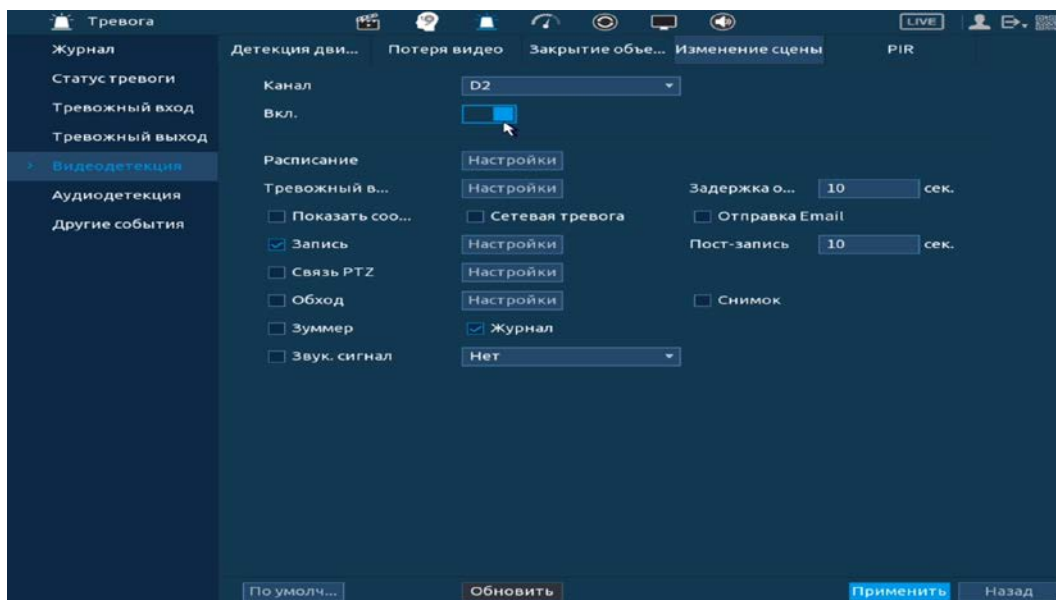 Тревога LIVE
Журнал
Статус тревоги
Тревожный вход
Тревожный выход
Видеодетекция
Аудиодетекция
Другие события
Детекция дви... Потеря видео Закрытие объе... Изменение сцены PIR
Канал D2
Вкл.
Расписание Настройки
Тревожный в... Настройки Задержка о... 10 сек.
Показать соо... Сетевая тревога Отправка Email
Запись Настройки Пост-запись 10 сек.
Связь PTZ Настройки
Обход Настройки Снимок
Зуммер Журнал
Звук. сигнал Нет
По умолч... Обновить Применить Назад